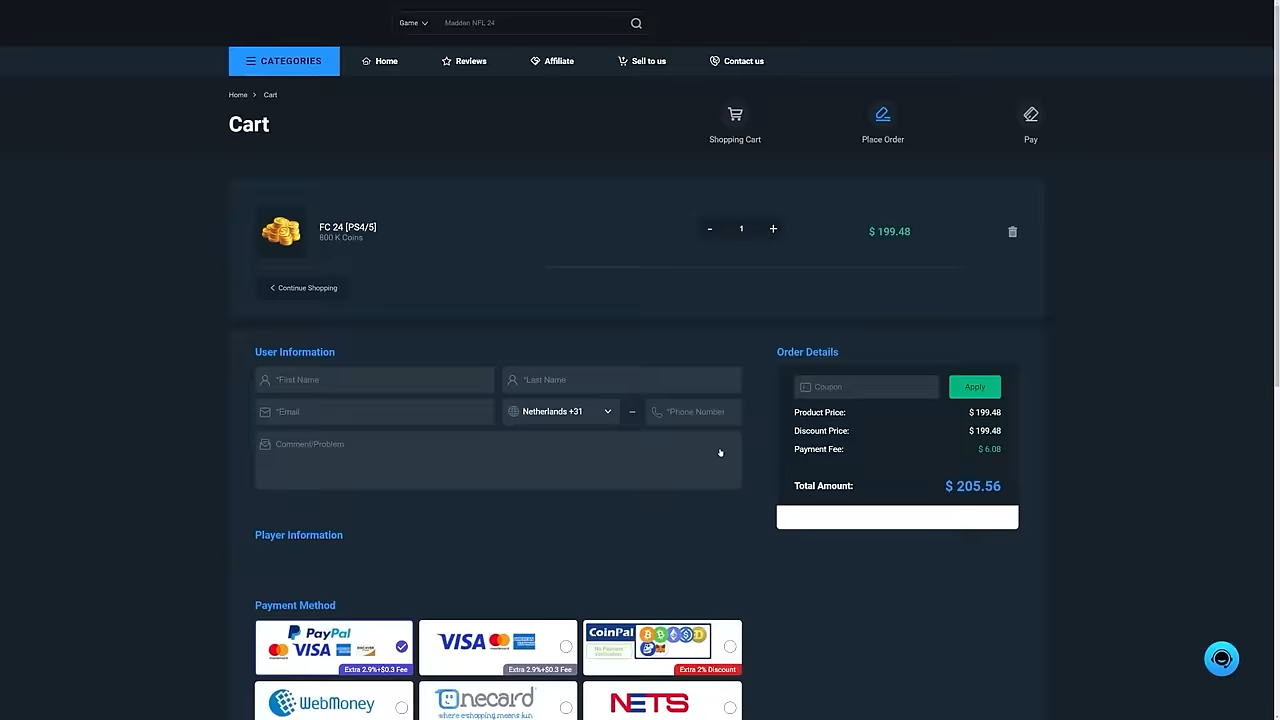 Game
Madden NFL 24
CATEGORIES
Home
Reviews
Affiliate
Sell to us
Contact us
Home > Cart
Cart
Shopping Cart
Place Order
Pay
FC 24 [PS4/5]
800 K Coins
- 1 +
$ 199.48
< Continue Shopping
User Information
*First Name
*Last Name
*Email
Netherlands +31
–
*Phone Number
Comment/Problem
Order Details
Coupon
Apply
Product Price: $ 199.48
Discount Price: $ 199.48
Payment Fee: $ 6.08
Total Amount: $ 205.56
Player Information
Payment Method
PayPal
VISA
Extra 2.9%+$0.3 Fee
VISA
Extra 2.9%+$0.3 Fee
CoinPal
No Payment
Verification
Extra 2% Discount
WebMoney
Onecard
where e-shopping means fun
NETS